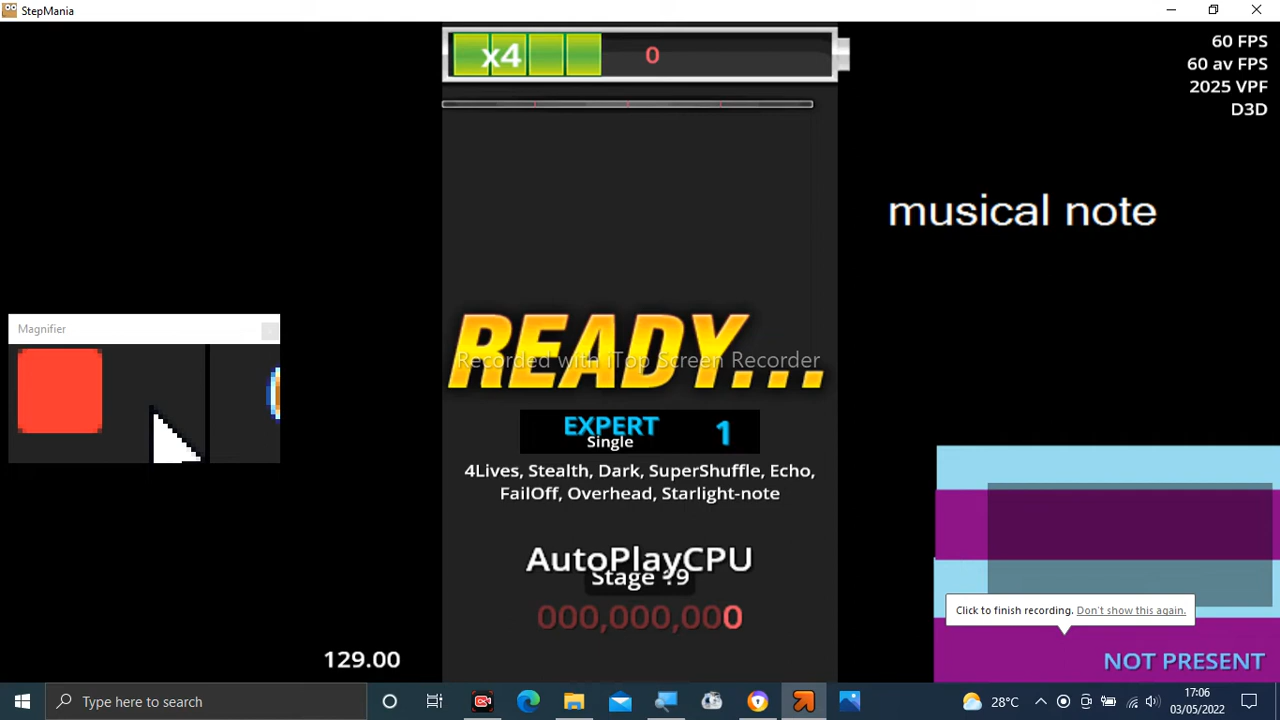 StepMania
x4
0
60 FPS
60 av FPS
2025 VPF
D3D
musical note
Magnifier
READY...
Recorded with iTop Screen Recorder
EXPERT
1
Single
4Lives, Stealth, Dark, SuperShuffle, Echo,
FailOff, Overhead, Starlight-note
AutoPlayCPU
Stage 19
000,000,000
Click to finish recording. Don't show this again.
129.00
NOT PRESENT
Type here to search
28°C
17:06
03/05/2022